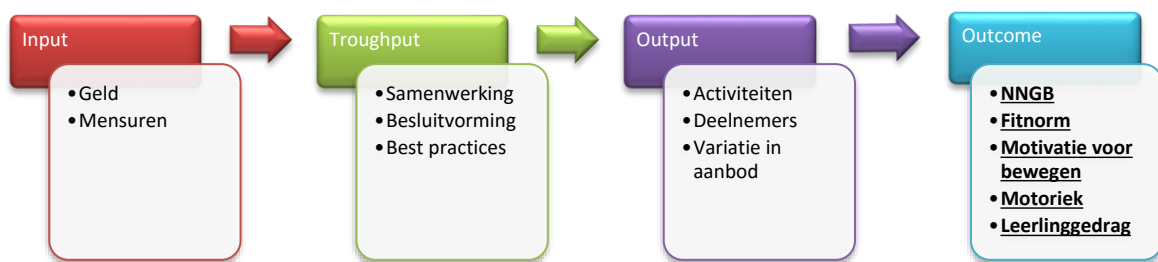 Input
• Geld
• Mensuren
Troughput
• Samenwerking
• Besluitvorming
• Best practices
Output
• Activiteiten
• Deelnemers
• Variatie in
aanbod
Outcome
• NNGB
• Fitnorm
• Motivatie voor
bewegen
• Motoriek
• Leerlinggedrag